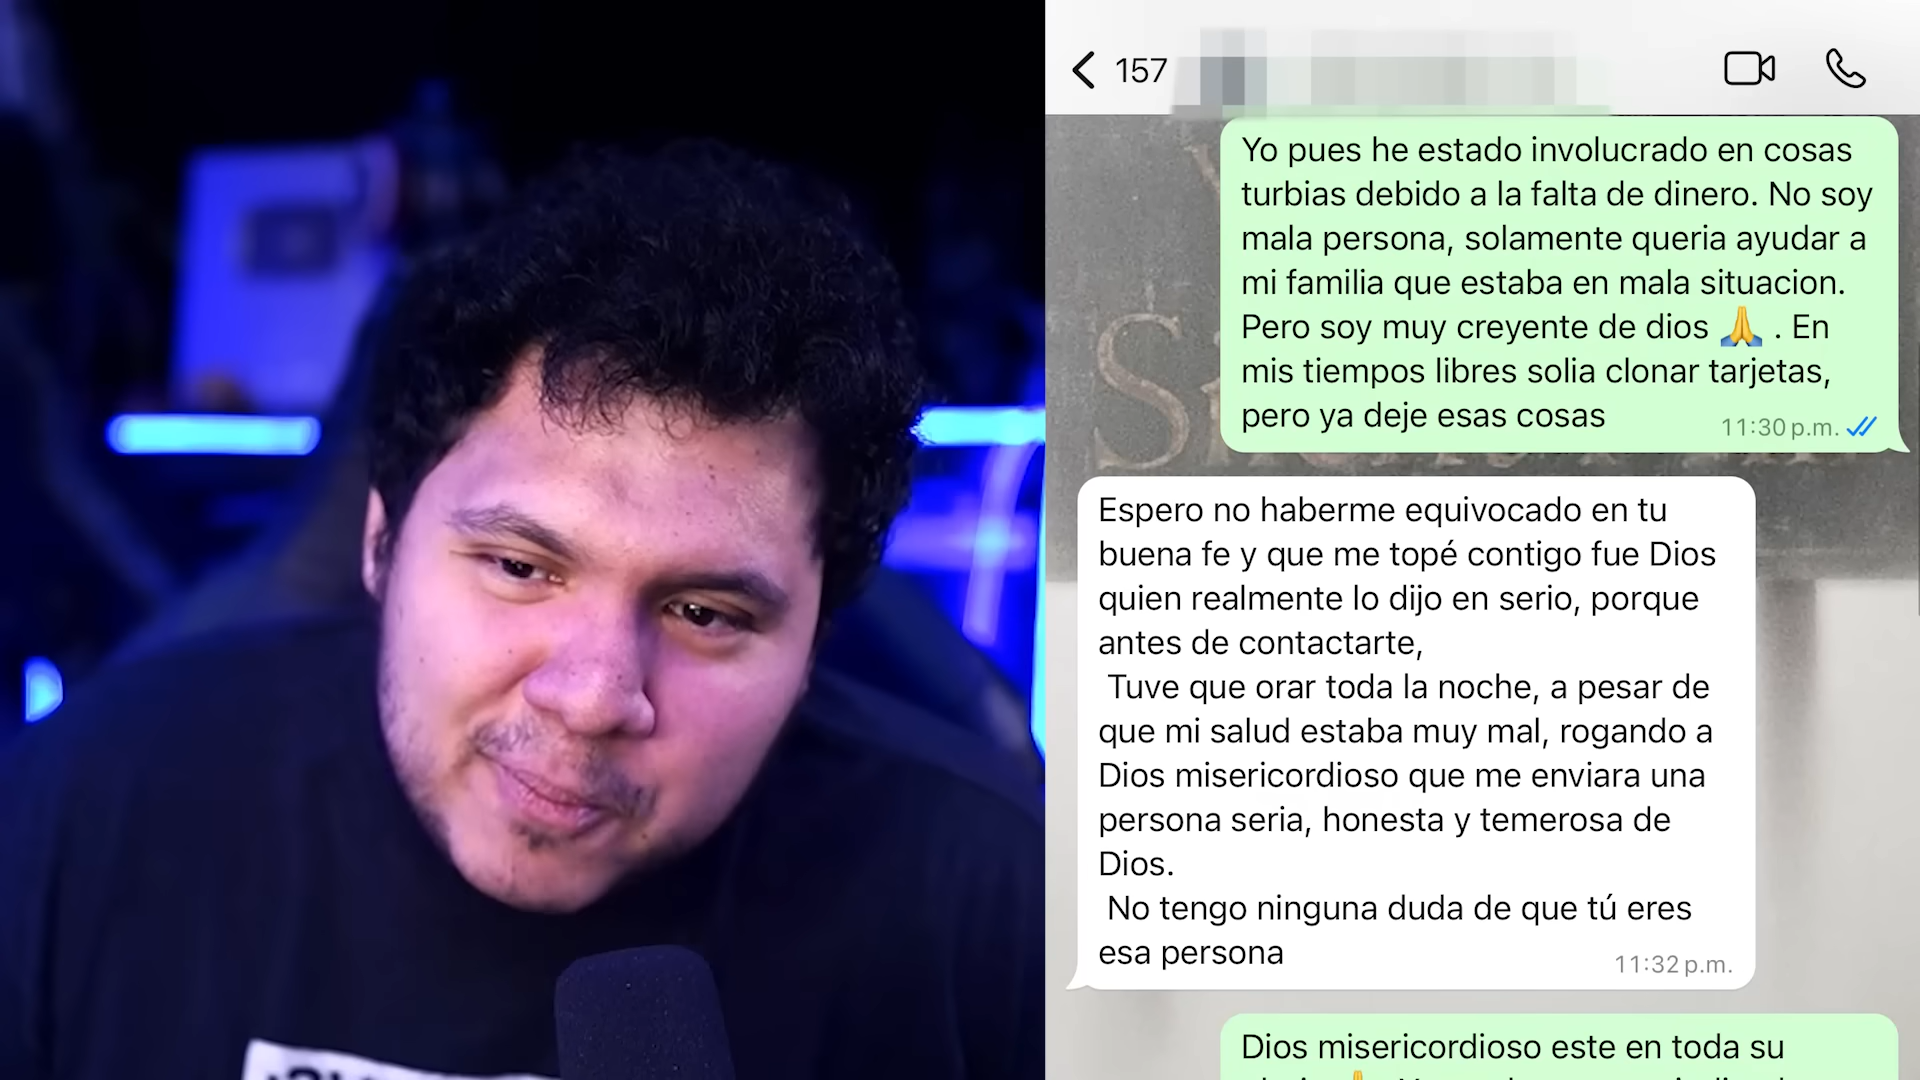 157
Yo pues he estado involucrado en cosas
turbias debido a la falta de dinero. No soy
mala persona, solamente queria ayudar a
mi familia que estaba en mala situacion.
Pero soy muy creyente de dios 🙏 . En
mis tiempos libres solia clonar tarjetas,
pero ya deje esas cosas
11:30 p.m.
Espero no haberme equivocado en tu
buena fe y que me topé contigo fue Dios
quien realmente lo dijo en serio, porque
antes de contactarte,
Tuve que orar toda la noche, a pesar de
que mi salud estaba muy mal, rogando a
Dios misericordioso que me enviara una
persona seria, honesta y temerosa de
Dios.
No tengo ninguna duda de que tú eres
esa persona
11:32 p.m.
Dios misericordioso este en toda su